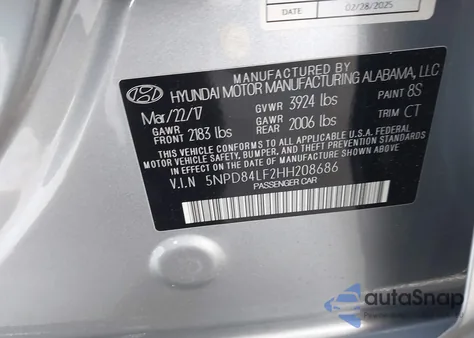 DATE 02/28/2025
MANUFACTURED BY
HYUNDAI MOTOR MANUFACTURING ALABAMA, LLC
Mar/22/17 GVWR 3924 lbs PAINT 8S
GAWR FRONT 2183 lbs GAWR REAR 2006 lbs TRIM CT
THIS VEHICLE CONFORMS TO ALL APPLICABLE U.S.A. FEDERAL
MOTOR VEHICLE SAFETY, BUMPER, AND THEFT PREVENTION
STANDARDS IN EFFECT ON THE DATE OF MANUFACTURE SHOWN ABOVE.
V.I.N 5NPD84LF2HH208686
PASSENGER CAR
autoSnap